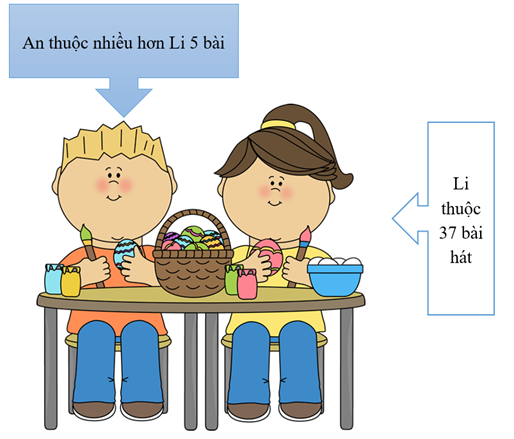 An thuộc nhiều hơn Li 5 bài
Li
thuộc
37 bài
hát